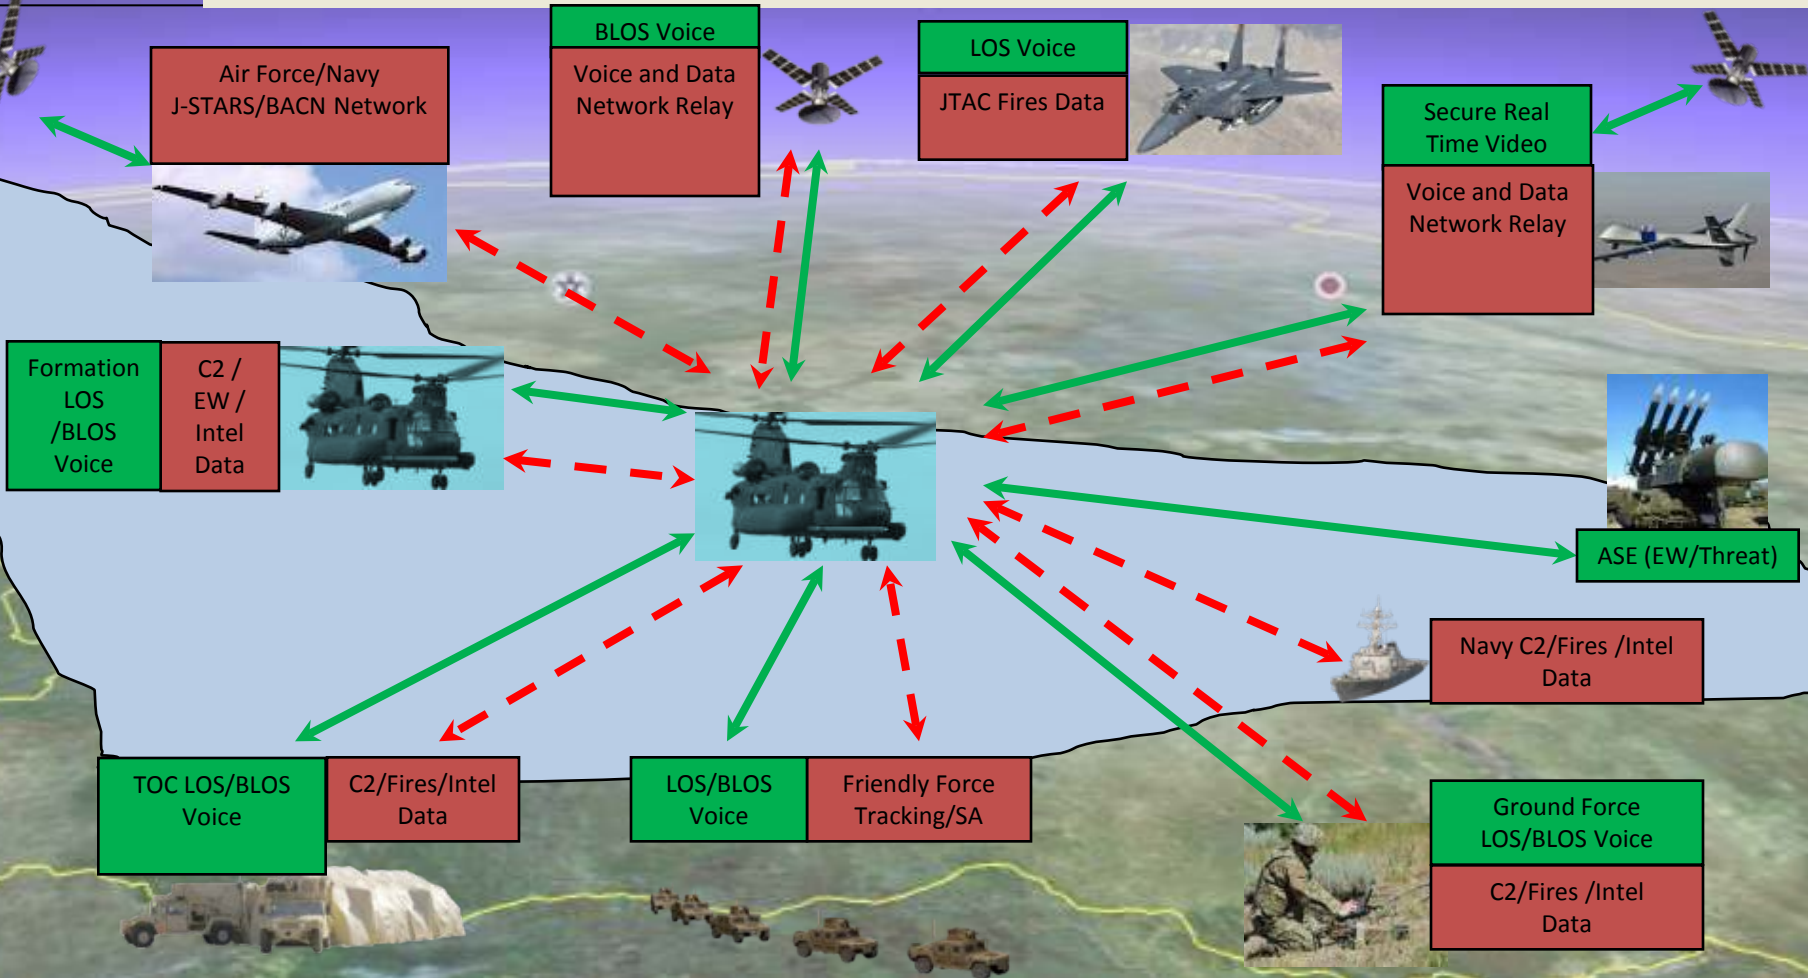 BLOS Voice
Voice and Data
Network Relay
LOS Voice
JTAC Fires Data
Air Force/Navy
J-STARS/BACN Network
Secure Real
Time Video
Voice and Data
Network Relay
Formation
LOS
/BLOS
Voice
C2 /
EW /
Intel
Data
ASE (EW/Threat)
Navy C2/Fires /Intel
Data
TOC LOS/BLOS
Voice
C2/Fires/Intel
Data
LOS/BLOS
Voice
Friendly Force
Tracking/SA
Ground Force
LOS/BLOS Voice
C2/Fires /Intel
Data